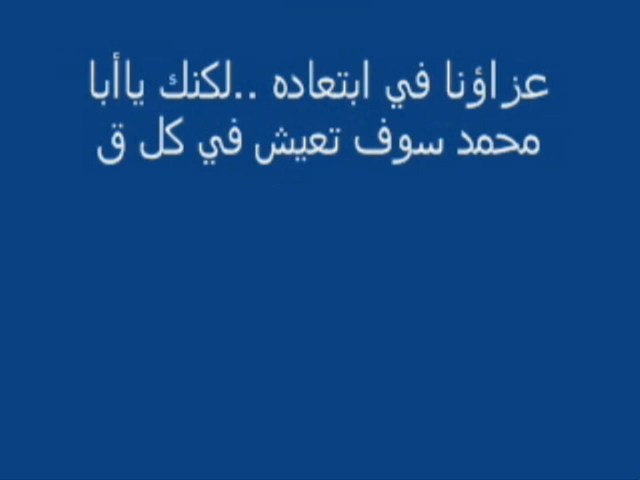 عزاؤنا في ابتعاده ..لكنك ياأبا
محمد سوف تعيش في كل ق